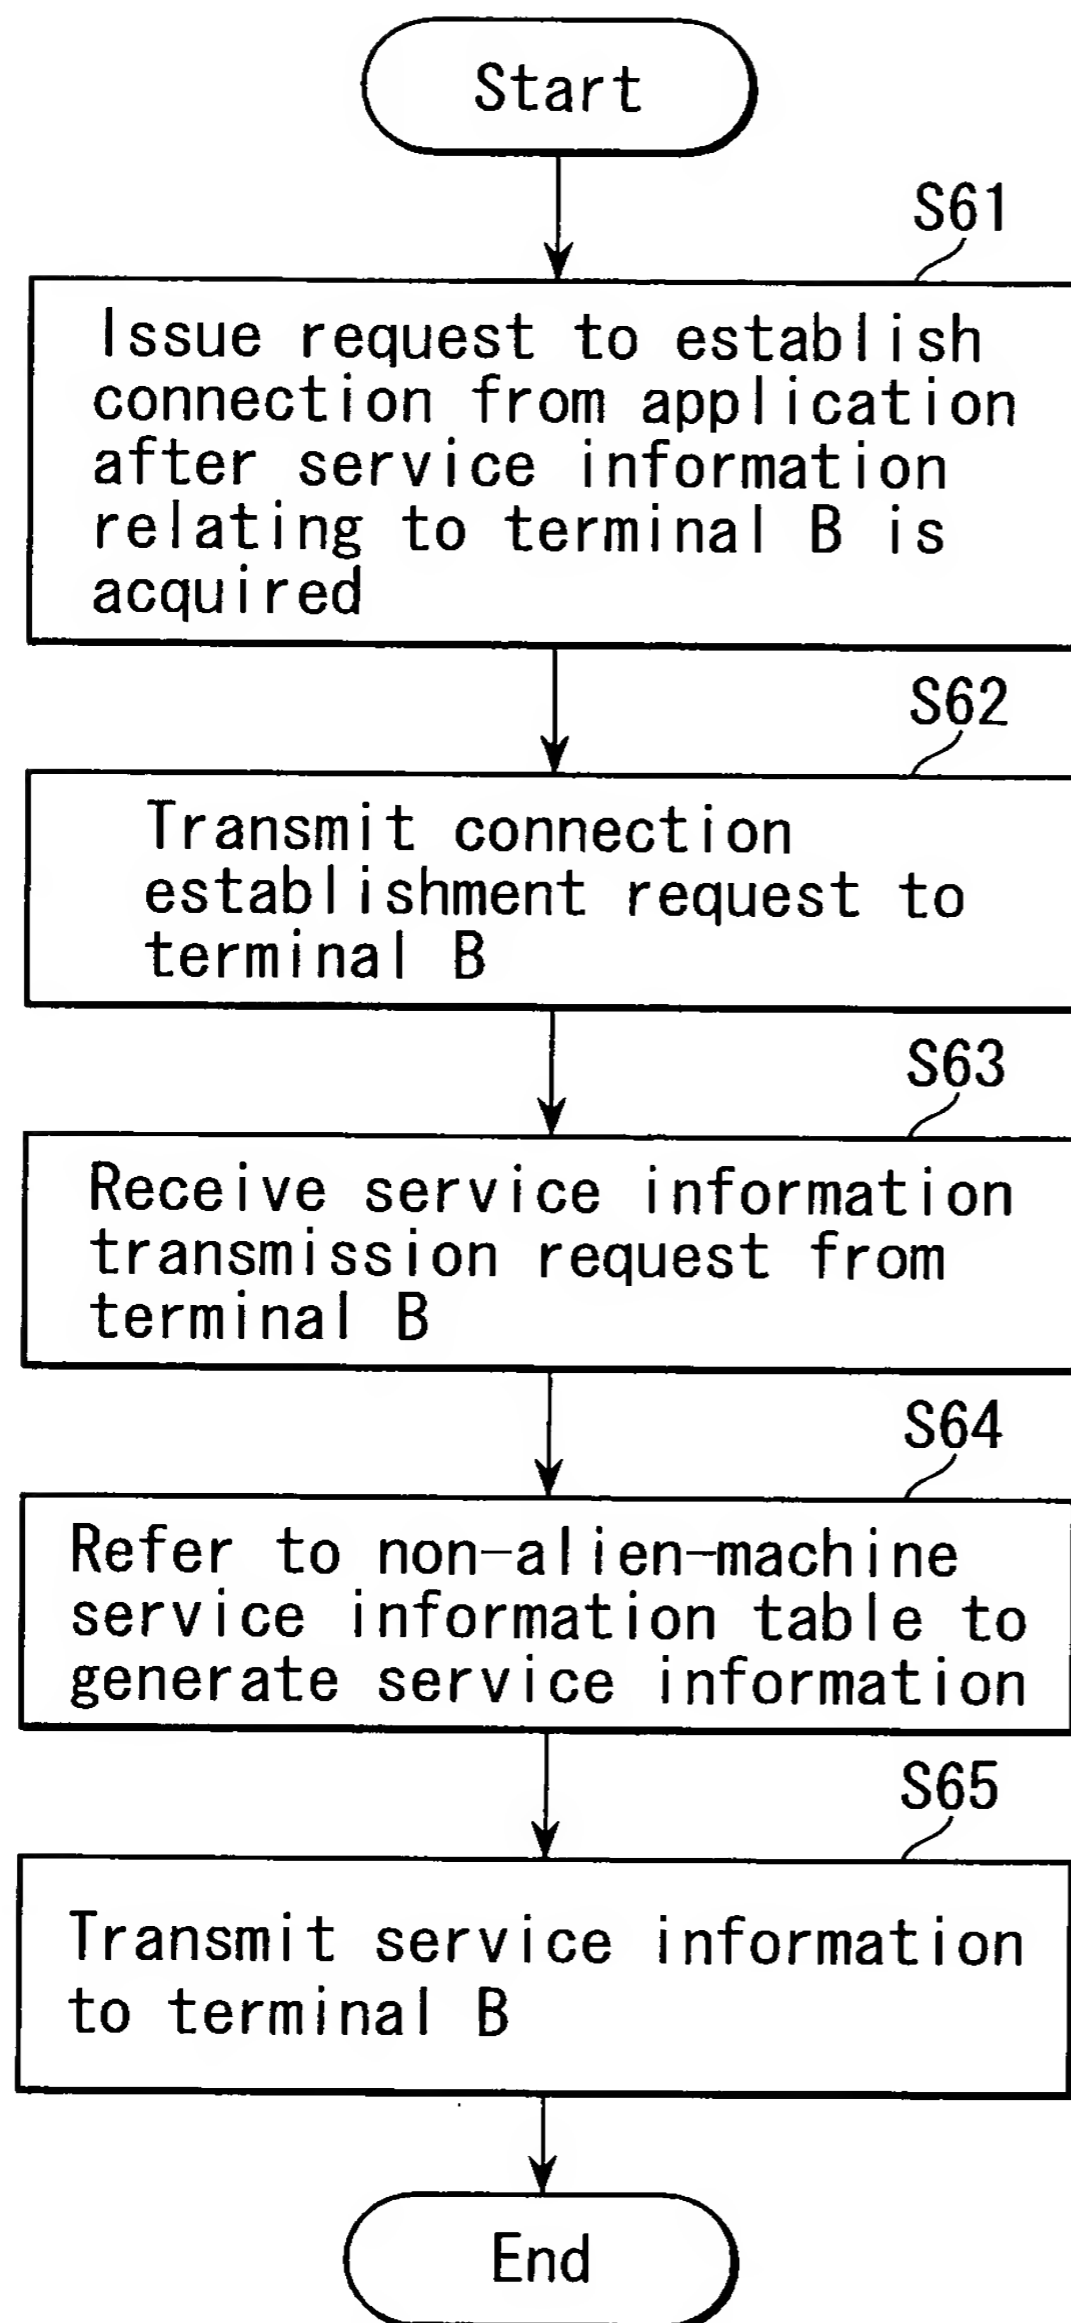 Start
S61
Issue request to establish
connection from application
after service information
relating to terminal B is
acquired
S62
Transmit connection
establishment request to
terminal B
S63
Receive service information
transmission request from
terminal B
S64
Refer to non-alien-machine
service information table to
generate service information
S65
Transmit service information
to terminal B
End